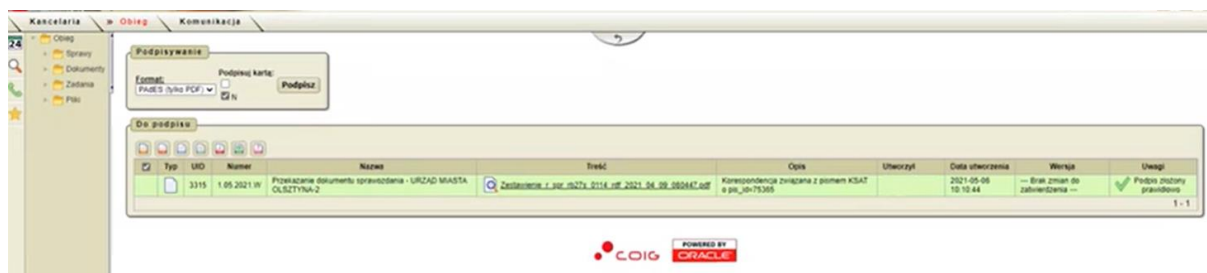 Kancelaria » Obieg Komunikacja
24
Obieg
Sprawy
Dokumenty
Zadania
Pliki
Podpisywanie
Format: Podpisuj kartą:
PAdES (tylko PDF) N Podpisz
Do podpisu
Typ UID Numer Nazwa Treść Opis Utworzył Data utworzenia Wersja Uwagi
3315 1.05.2021.W Przekazanie dokumentu sprawozdania - URZĄD MIASTA OLSZTYNA-2 Zestawienie_r_spr_rb27s_0114_rdf_2021_04_09_080447.pdf Korespondencja związana z pismem KSAT o pis_id=75365 2021-05-06 10:10:44 --- Brak zmian do zatwierdzenia --- Podpis złożony prawidłowo
1 - 1
COIG POWERED BY ORACLE